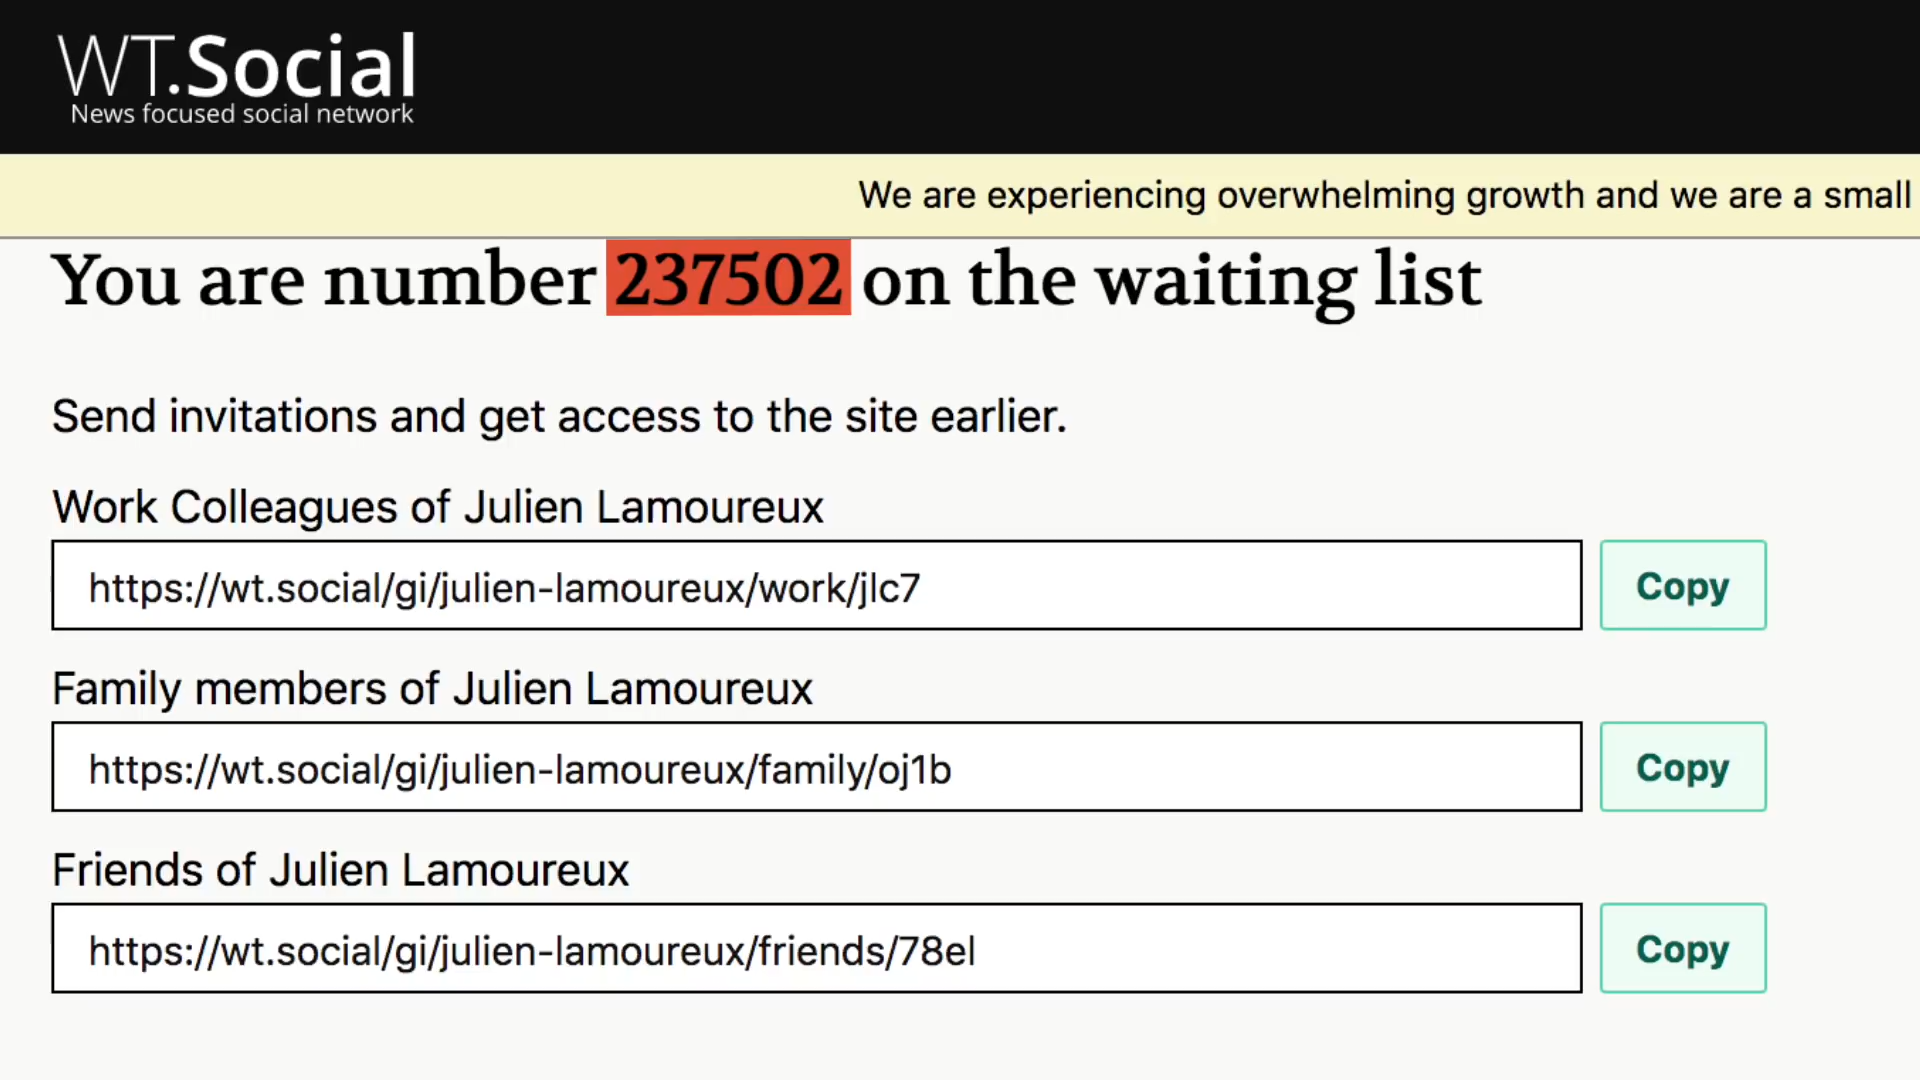 WT.Social
News focused social network
We are experiencing overwhelming growth and we are a small
You are number 237502 on the waiting list
Send invitations and get access to the site earlier.
Work Colleagues of Julien Lamoureux
https://wt.social/gi/julien-lamoureux/work/jlc7
Copy
Family members of Julien Lamoureux
https://wt.social/gi/julien-lamoureux/family/oj1b
Copy
Friends of Julien Lamoureux
https://wt.social/gi/julien-lamoureux/friends/78el
Copy